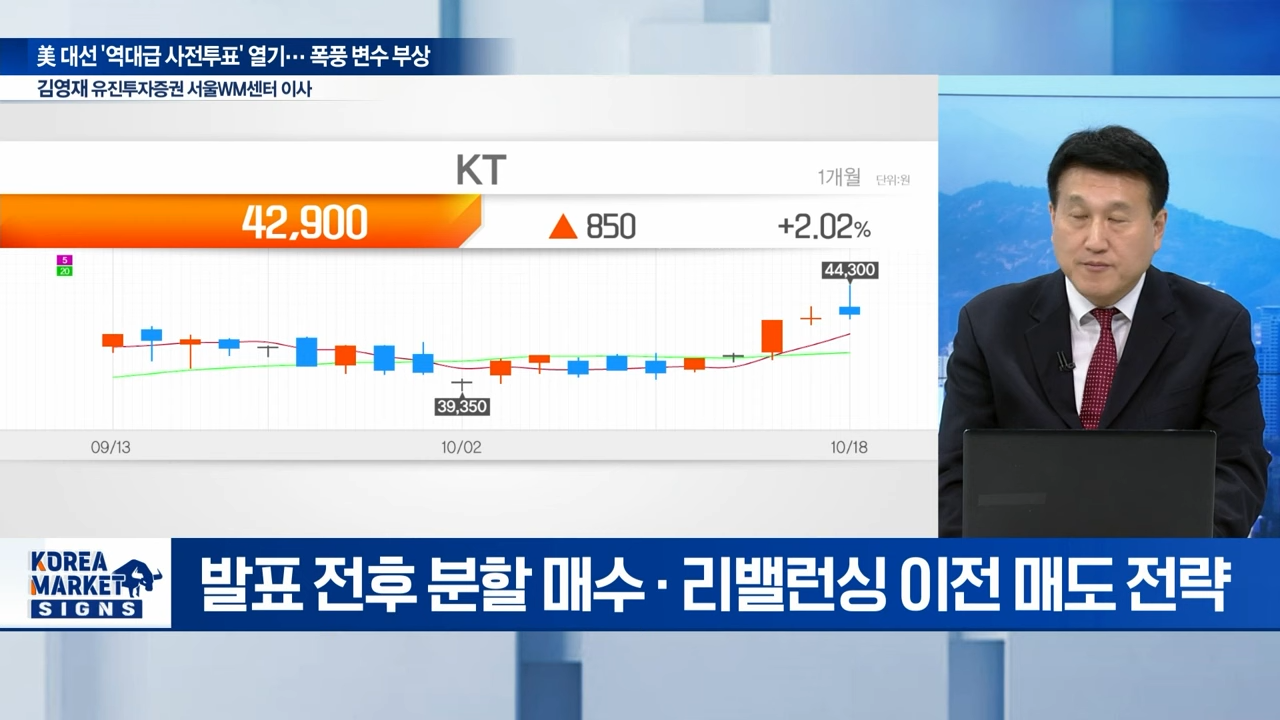 美 대선 '역대급 사전투표' 열기… 폭풍 변수 부상
김영재 유진투자증권 서울WM센터 이사
KT
1개월 단위:원
42,900 ▲ 850 +2.02%
5
20
44,300
39,350
09/13 10/02 10/18
KOREA
MARKET
SIGNS
발표 전후 분할 매수·리밸런싱 이전 매도 전략